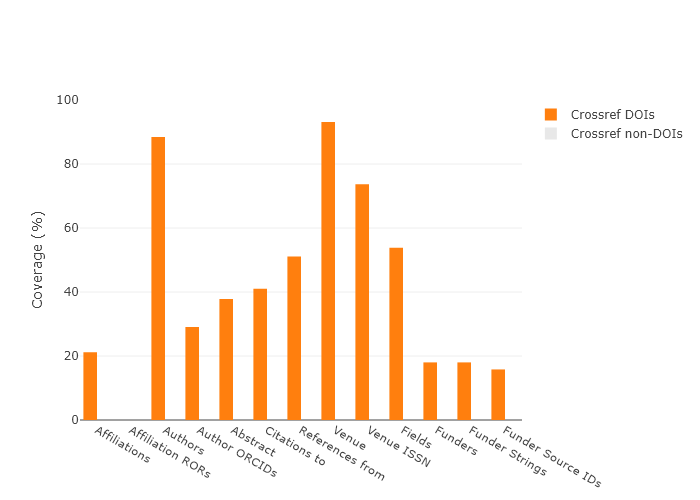 100
80
60
40
20
0
Coverage (%)
Crossref DOIs
Crossref non-DOIs
Affiliations
Affiliation RORs
Authors
Author ORCIDs
Abstract
Citations to
References from
Venue
Venue ISSN
Fields
Funders
Funder Strings
Funder Source IDs